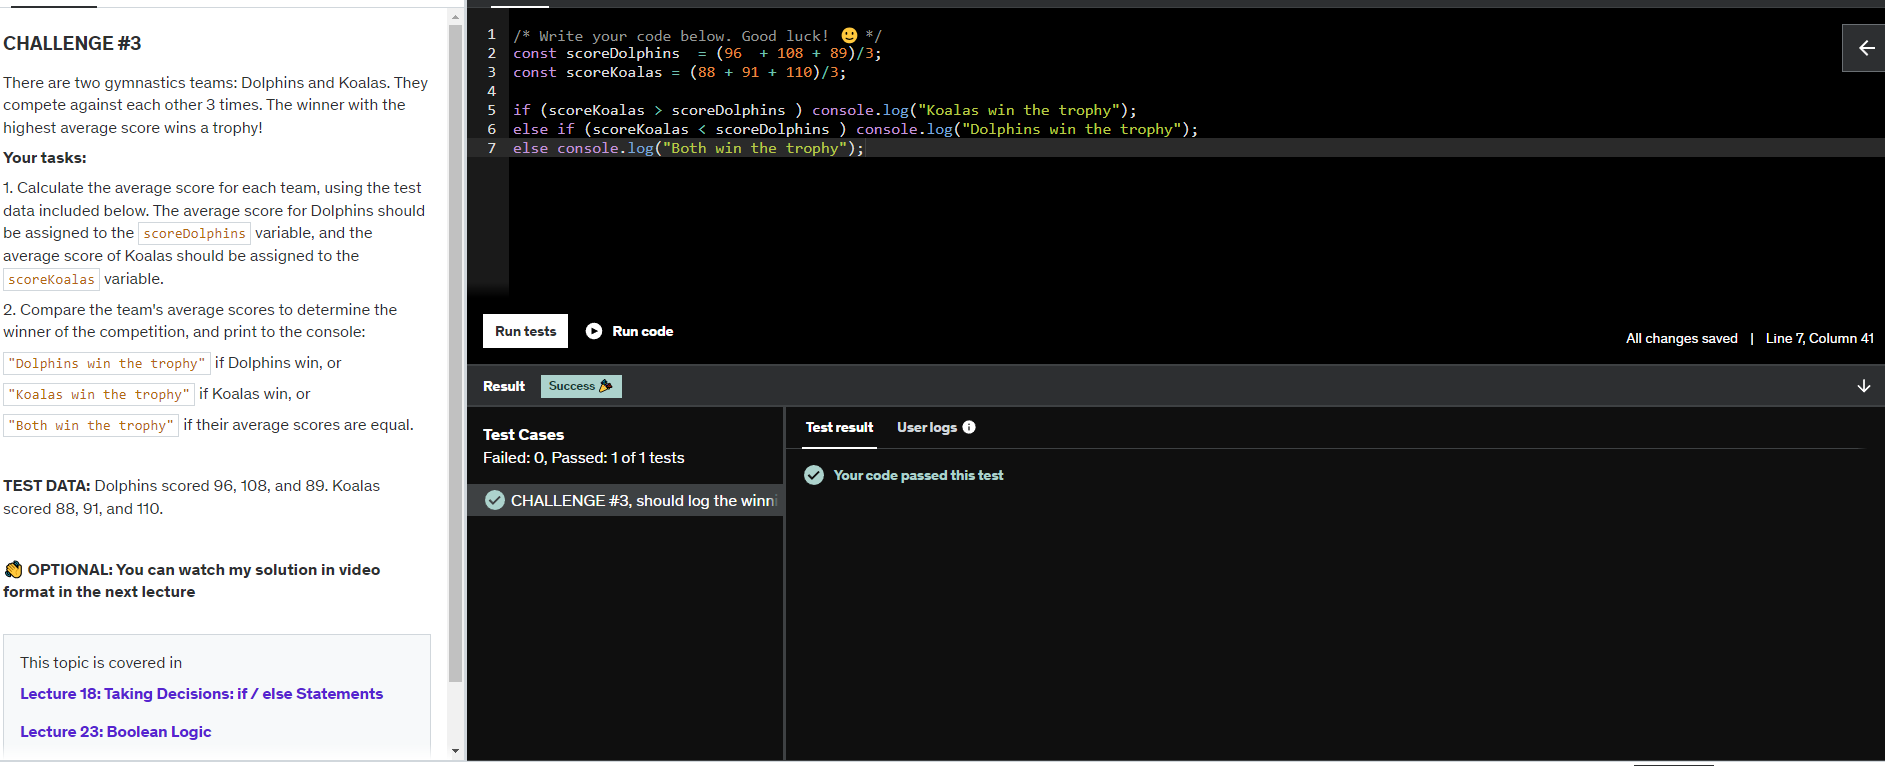 CHALLENGE #3
There are two gymnastics teams: Dolphins and Koalas. They
compete against each other 3 times. The winner with the
highest average score wins a trophy!
Your tasks:
1. Calculate the average score for each team, using the test
data included below. The average score for Dolphins should
be assigned to the scoreDolphins variable, and the
average score of Koalas should be assigned to the
scoreKoalas variable.
2. Compare the team's average scores to determine the
winner of the competition, and print to the console:
"Dolphins win the trophy" if Dolphins win, or
"Koalas win the trophy" if Koalas win, or
"Both win the trophy" if their average scores are equal.
TEST DATA: Dolphins scored 96, 108, and 89. Koalas
scored 88, 91, and 110.
👏 OPTIONAL: You can watch my solution in video
format in the next lecture
This topic is covered in
Lecture 18: Taking Decisions: if / else Statements
Lecture 23: Boolean Logic
1 /* Write your code below. Good luck! 🙂 */
2 const scoreDolphins  = (96  + 108 + 89)/3;
3 const scoreKoalas = (88 + 91 + 110)/3;
4
5 if (scoreKoalas > scoreDolphins ) console.log("Koalas win the trophy");
6 else if (scoreKoalas < scoreDolphins ) console.log("Dolphins win the trophy");
7 else console.log("Both win the trophy");
Run tests Run code
All changes saved | Line 7, Column 41
Result Success 🎉
Test Cases
Failed: 0, Passed: 1 of 1 tests
CHALLENGE #3, should log the winni
Test result User logs
Your code passed this test